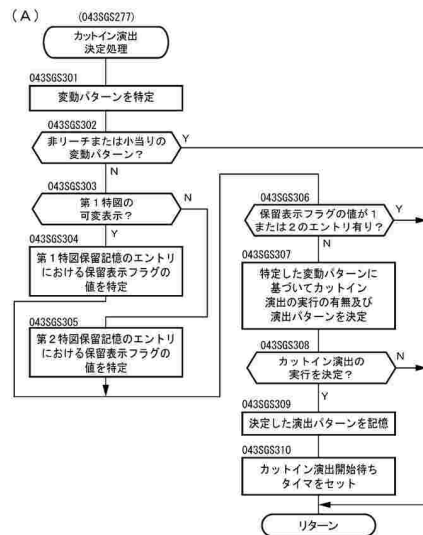 (A)
(043SGS277)
カットイン演出
決定処理
043SGS301
変動パターンを特定
043SGS302
非リーチまたは小当りの
変動パターン?
Y
N
043SGS303
第1特図の
可変表示?
N
Y
043SGS304
第1特図保留記憶のエントリ
における保留表示フラグの
値を特定
043SGS305
第2特図保留記憶のエントリ
における保留表示フラグの
値を特定
043SGS306
保留表示フラグの値が1
または2のエントリ有り?
Y
N
043SGS307
特定した変動パターンに
基づいてカットイン
演出の実行の有無及び
演出パターンを決定
043SGS308
カットイン演出の
実行を決定?
N
Y
043SGS309
決定した演出パターンを記憶
043SGS310
カットイン演出開始待ち
タイマをセット
リターン